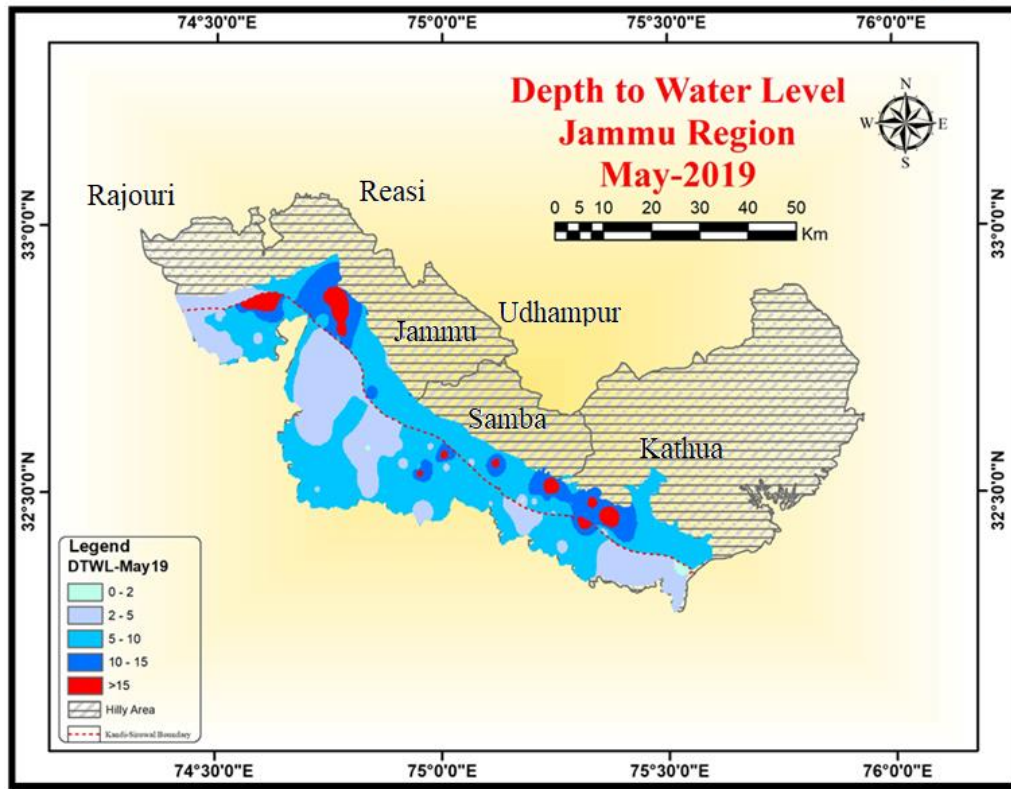 74°30'0"E 75°0'0"E 75°30'0"E 76°0'0"E
Depth to Water Level
Jammu Region
May-2019
N
W E
S
0 5 10 20 30 40 50
Km
33°0'0"N
33°0'0"N
Rajouri
Reasi
Udhampur
Jammu
Samba
Kathua
32°30'0"N
32°30'0"N
Legend
DTWL-May19
0 - 2
2 - 5
5 - 10
10 - 15
>15
Hilly Area
Kandi-Sirowal Boundary
74°30'0"E 75°0'0"E 75°30'0"E 76°0'0"E